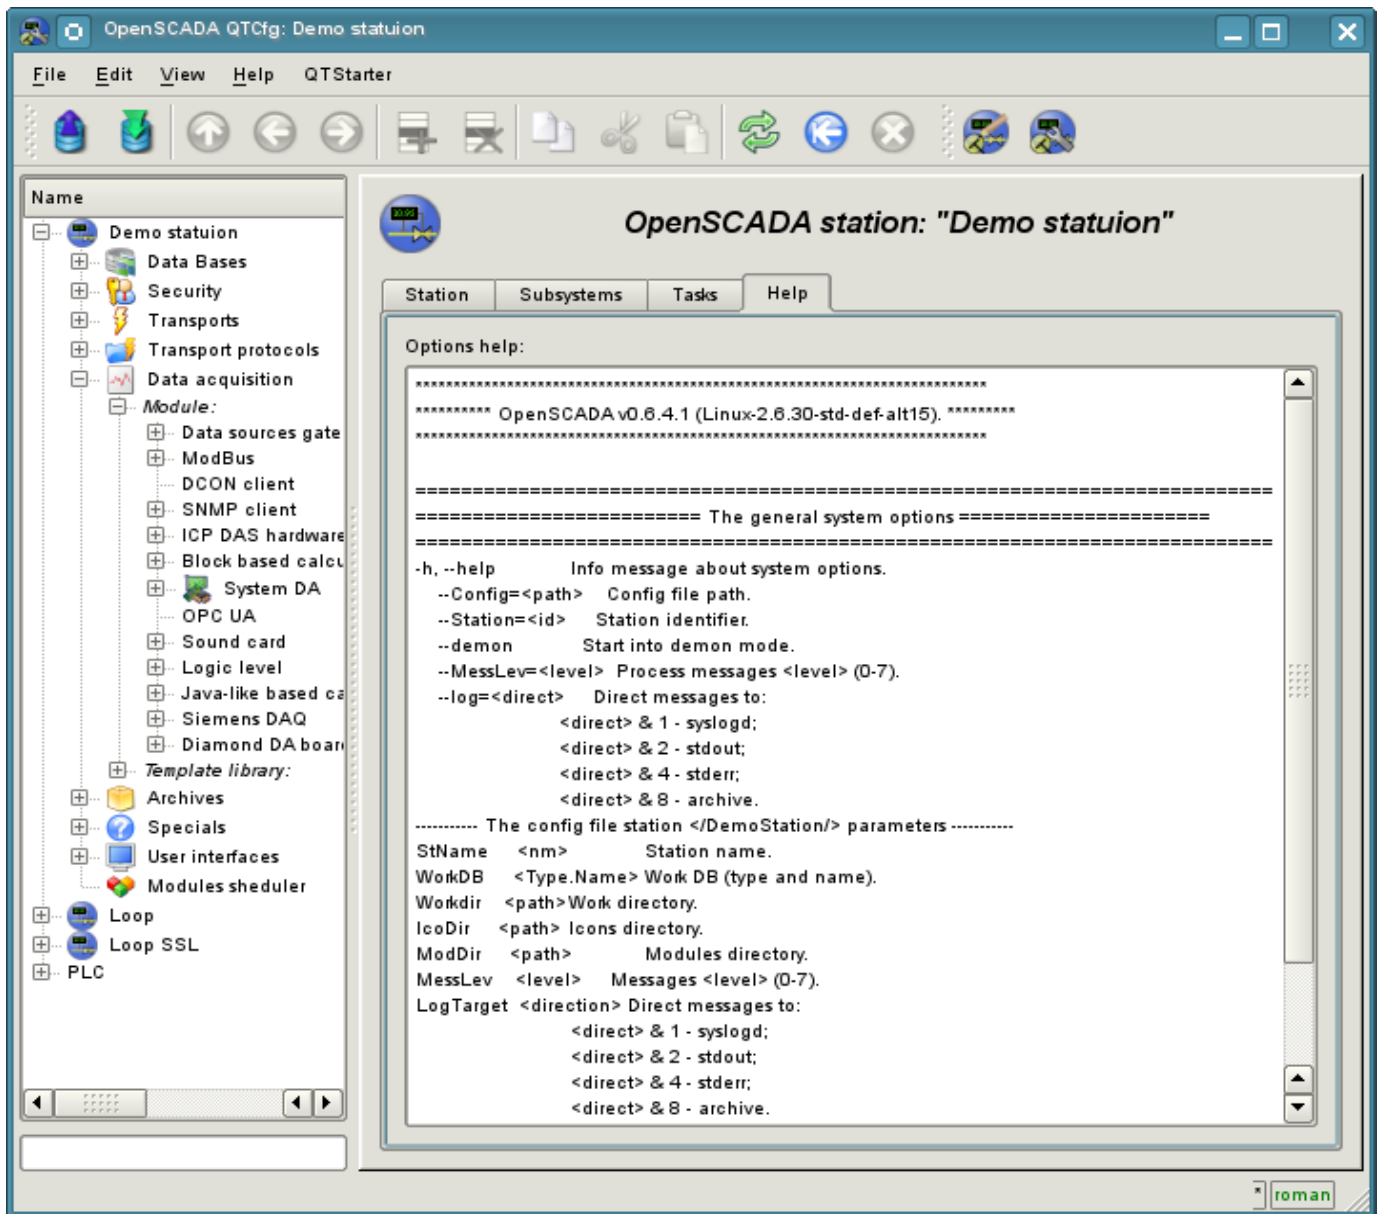 OpenSCADA QTCfg: Demo statuion
File Edit View Help QTStarter
Name
Demo statuion
Data Bases
Security
Transports
Transport protocols
Data acquisition
Module:
Data sources gate
ModBus
DCON client
SNMP client
ICP DAS hardware
Block based calcu
System DA
OPC UA
Sound card
Logic level
Java-like based ca
Siemens DAQ
Diamond DA boar
Template library:
Archives
Specials
User interfaces
Modules sheduler
Loop
Loop SSL
PLC
OpenSCADA station: "Demo statuion"
Station Subsystems Tasks Help
Options help:
***************************************************************************
********** OpenSCADA v0.6.4.1 (Linux-2.6.30-std-def-alt15). *********
***************************************************************************
===========================================================================
========================= The general system options ======================
===========================================================================
-h, --help Info message about system options.
--Config=<path> Config file path.
--Station=<id> Station identifier.
--demon Start into demon mode.
--MessLev=<level> Process messages <level> (0-7).
--log=<direct> Direct messages to:
<direct> & 1 - syslogd;
<direct> & 2 - stdout;
<direct> & 4 - stderr;
<direct> & 8 - archive.
----------- The config file station </DemoStation/> parameters -----------
StName <nm> Station name.
WorkDB <Type.Name> Work DB (type and name).
Workdir <path> Work directory.
IcoDir <path> Icons directory.
ModDir <path> Modules directory.
MessLev <level> Messages <level> (0-7).
LogTarget <direction> Direct messages to:
<direct> & 1 - syslogd;
<direct> & 2 - stdout;
<direct> & 4 - stderr;
<direct> & 8 - archive.
* roman